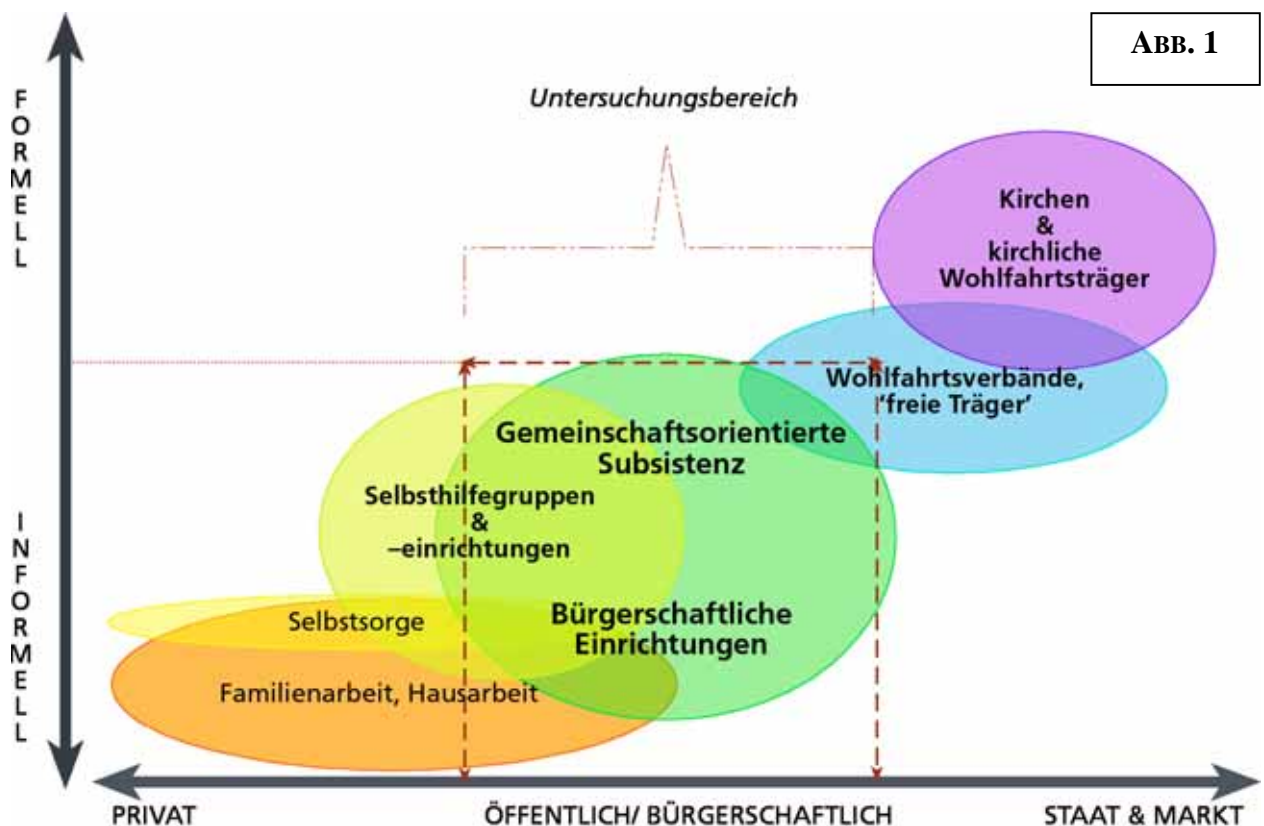 ABB. 1
FORMELL
Untersuchungsbereich
Kirchen
&
kirchliche
Wohlfahrtsträger
Wohlfahrtsverbände,
'freie Träger'
Gemeinschaftsorientierte
Subsistenz
Selbsthilfegruppen
&
–einrichtungen
INFORMELL
Selbstsorge
Bürgerschaftliche
Einrichtungen
Familienarbeit, Hausarbeit
PRIVAT
ÖFFENTLICH/ BÜRGERSCHAFTLICH
STAAT & MARKT